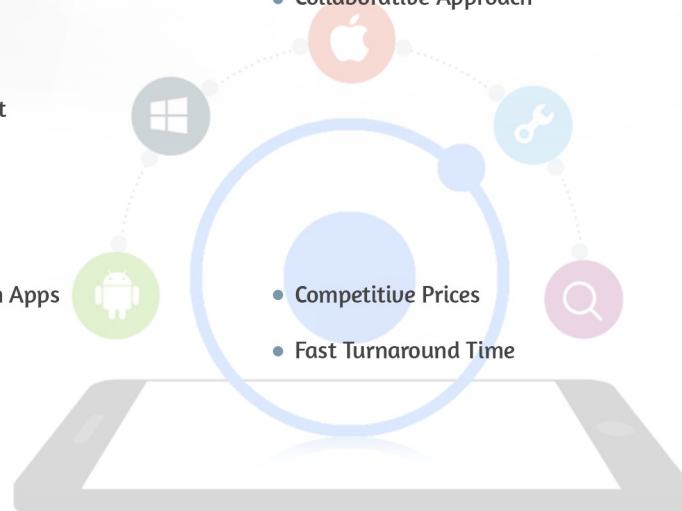 Collaborative Approach
t
Apps
Competitive Prices
Fast Turnaround Time